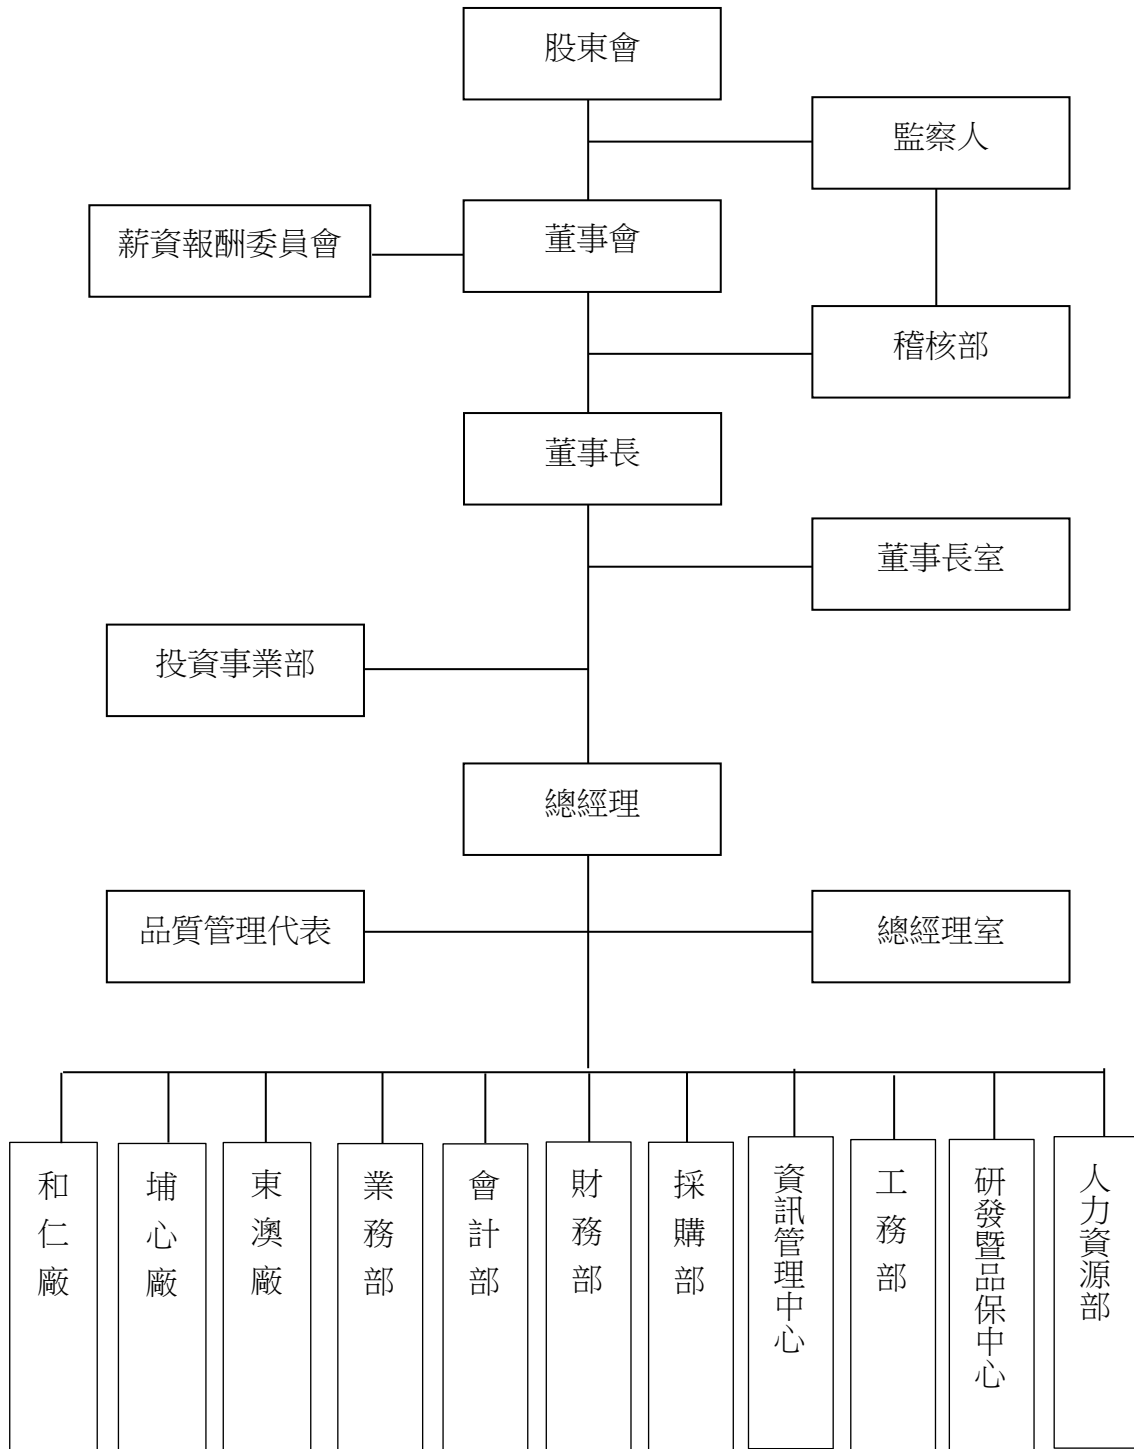 股東會
監察人
董事會
薪資報酬委員會
稽核部
董事長
董事長室
投資事業部
總經理
品質管理代表
總經理室
和仁廠
埔心廠
東澳廠
業務部
會計部
財務部
採購部
資訊管理中心
工務部
研發暨品保中心
人力資源部